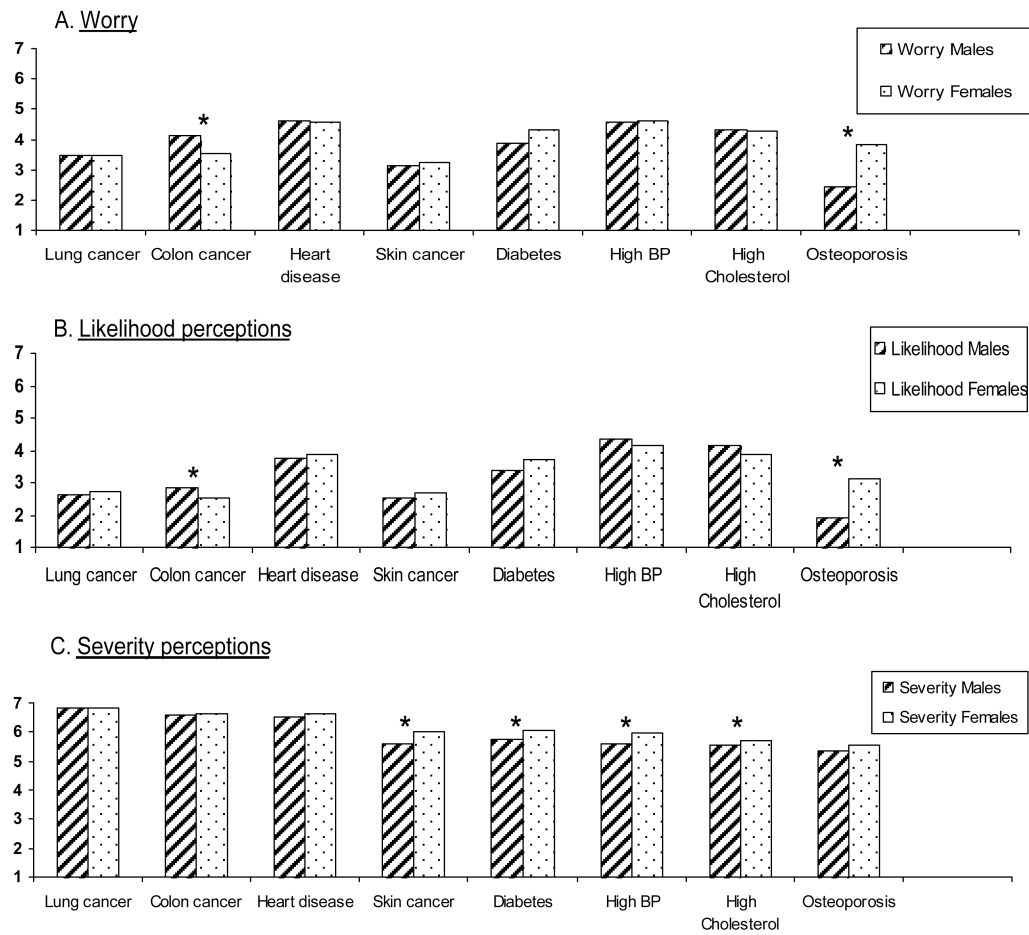 A. Worry
7
6
5
4
3
2
1
*
*
Worry Males
Worry Females
Lung cancer Colon cancer Heart disease Skin cancer Diabetes High BP High Cholesterol Osteoporosis
B. Likelihood perceptions
7
6
5
4
3
2
1
*
*
Likelihood Males
Likelihood Females
Lung cancer Colon cancer Heart disease Skin cancer Diabetes High BP High Cholesterol Osteoporosis
C. Severity perceptions
7
6
5
4
3
2
1
* * * *
Severity Males
Severity Females
Lung cancer Colon cancer Heart disease Skin cancer Diabetes High BP High Cholesterol Osteoporosis